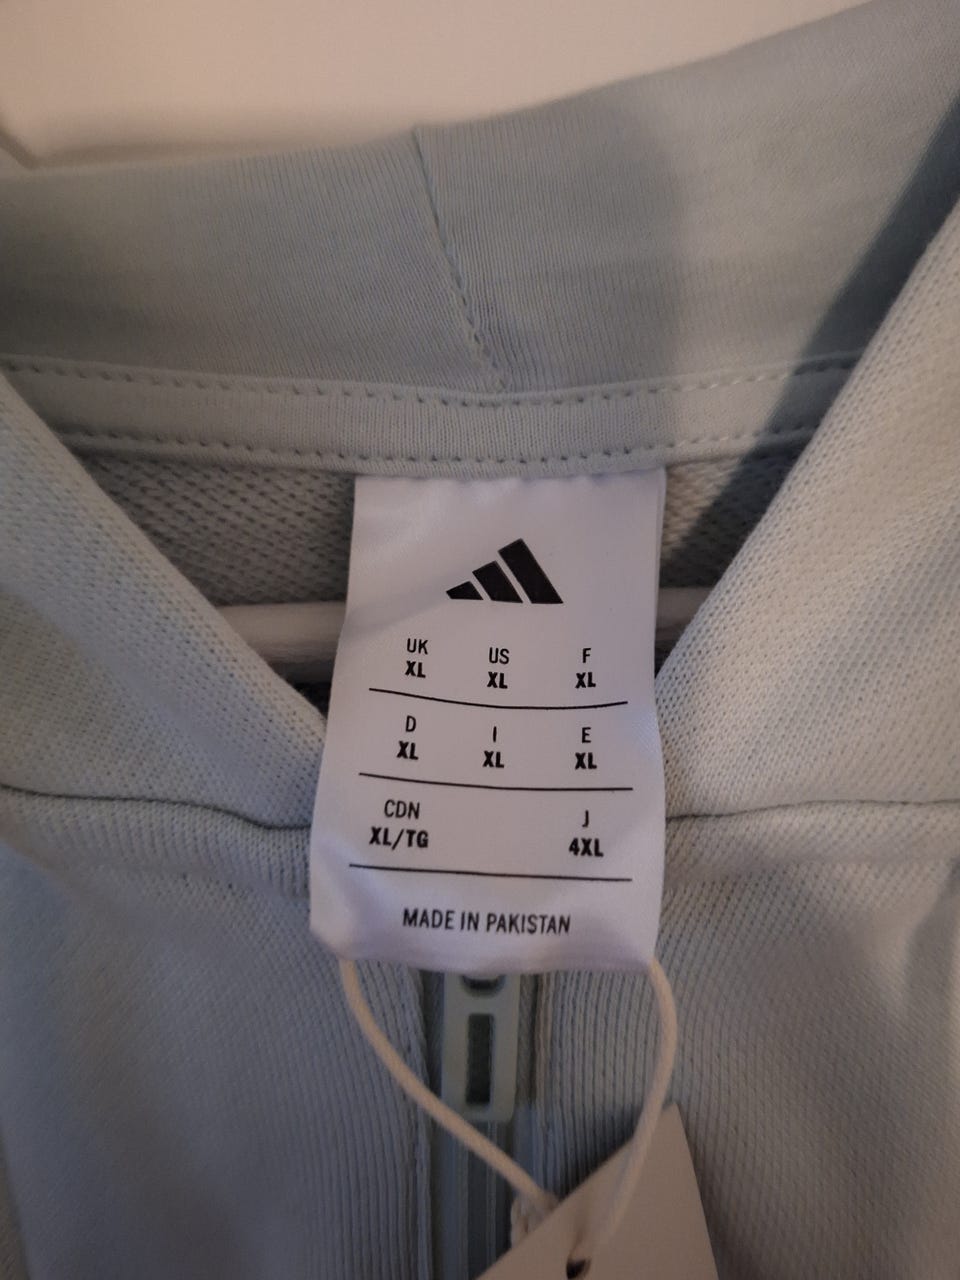 UK US F
XL XL XL
D I E
XL XL XL
CDN J
XL/TG 4XL
MADE IN PAKISTAN